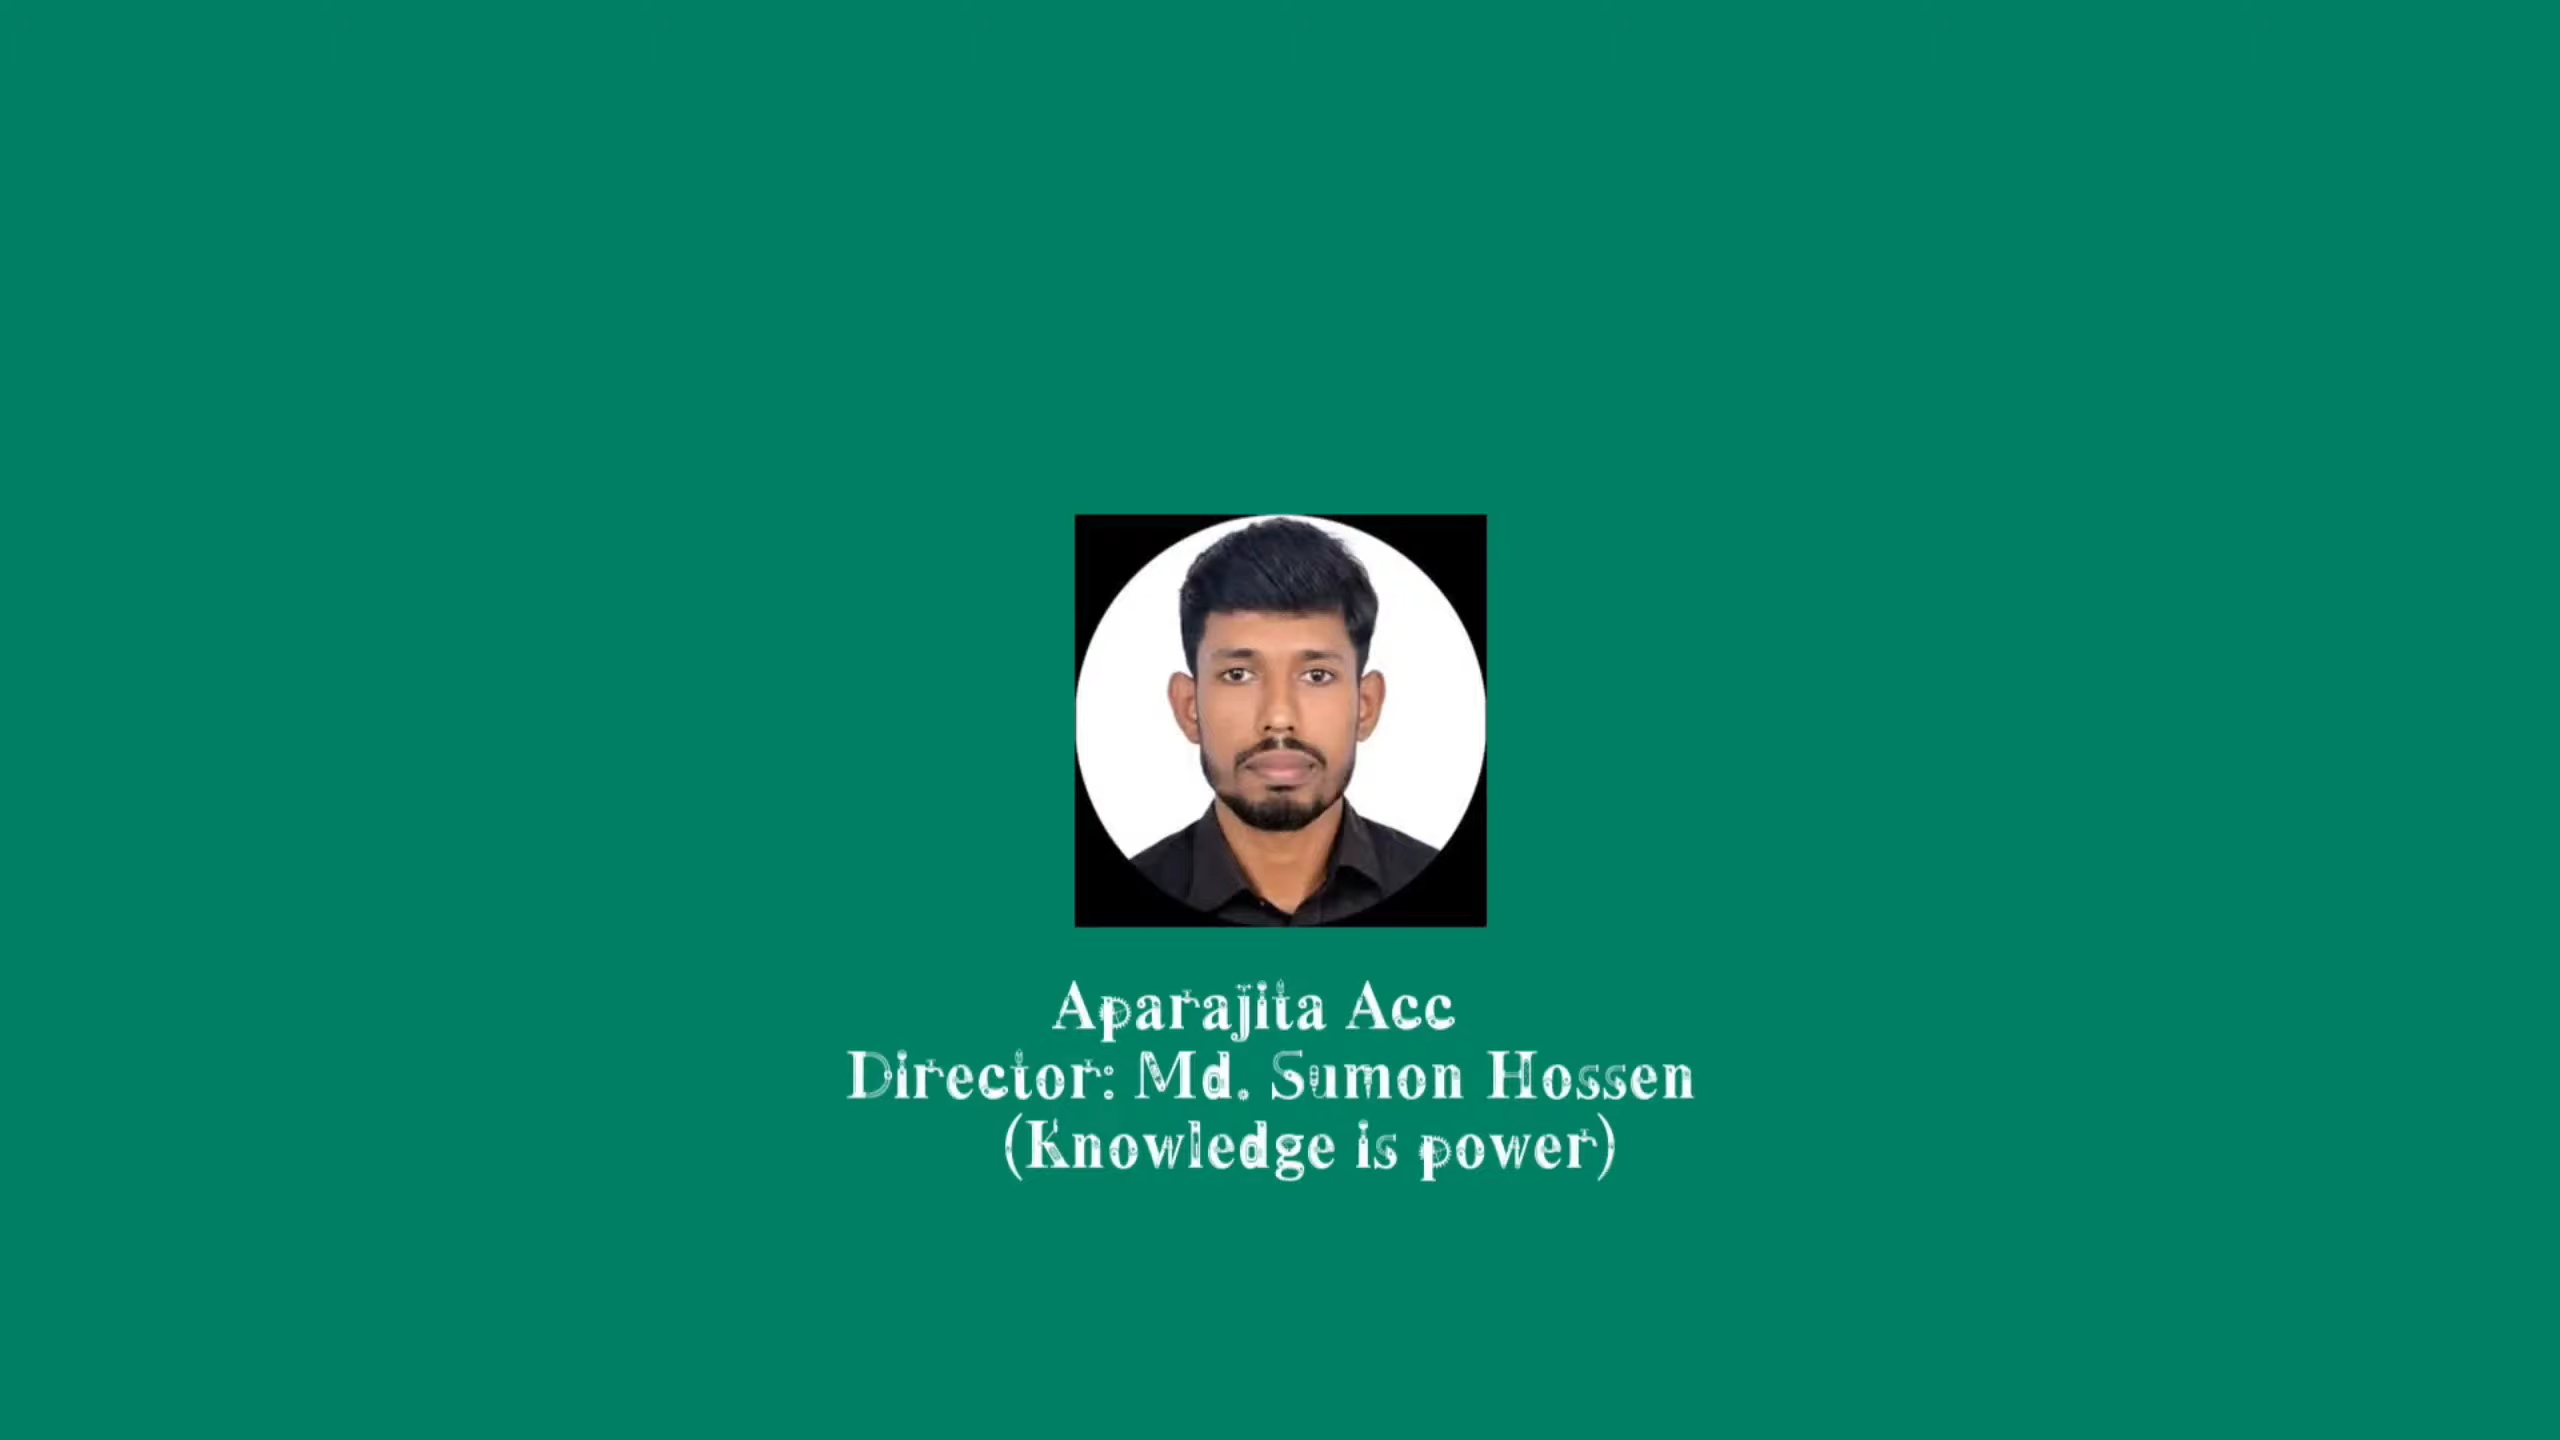 Aparajita Acc
Director: Md. Sumon Hossen
(Knowledge is power)